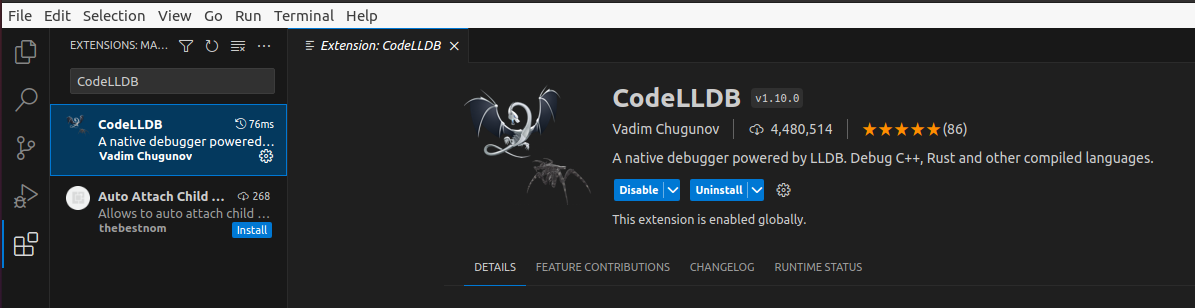 File Edit Selection View Go Run Terminal Help
EXTENSIONS: MA...
CodeLLDB
CodeLLDB 76ms
A native debugger powered...
Vadim Chugunov
Auto Attach Child ... 268
Allows to auto attach child ...
thebestnom Install
Extension: CodeLLDB
CodeLLDB v1.10.0
Vadim Chugunov 4,480,514 (86)
A native debugger powered by LLDB. Debug C++, Rust and other compiled languages.
Disable Uninstall
This extension is enabled globally.
DETAILS FEATURE CONTRIBUTIONS CHANGELOG RUNTIME STATUS